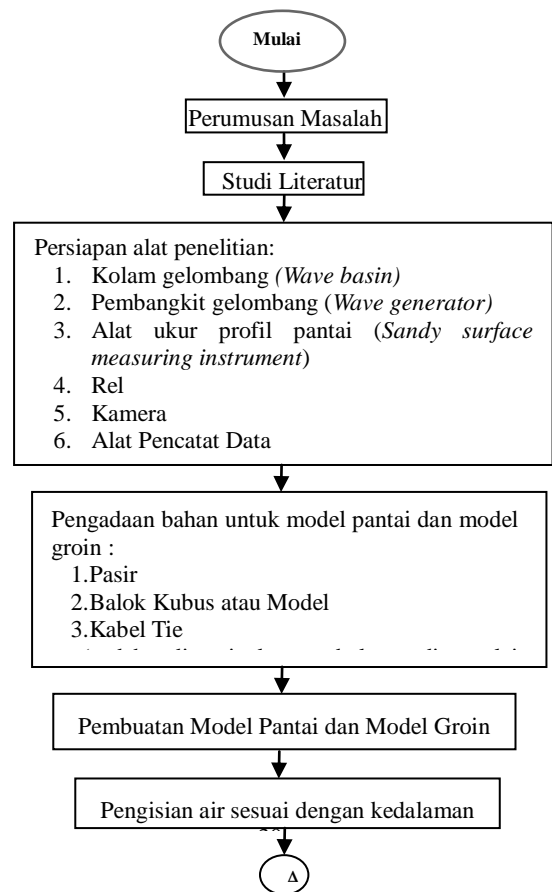 Mulai
Perumusan Masalah
Studi Literatur
Persiapan alat penelitian:
1. Kolam gelombang (Wave basin)
2. Pembangkit gelombang (Wave generator)
3. Alat ukur profil pantai (Sandy surface
measuring instrument)
4. Rel
5. Kamera
6. Alat Pencatat Data
Pengadaan bahan untuk model pantai dan model
groin :
1.Pasir
2.Balok Kubus atau Model
3.Kabel Tie
Pembuatan Model Pantai dan Model Groin
Pengisian air sesuai dengan kedalaman